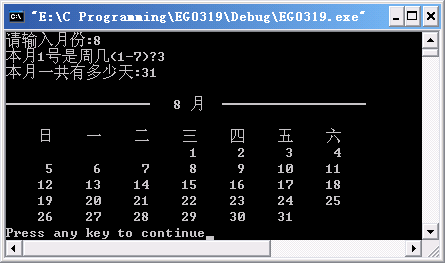 "E:\C Programming\EG0319\Debug\EG0319.exe"
请输入月份:8
本月1号是周几(1-7)?3
本月一共有多少天:31
8 月
日 一 二 三 四 五 六
1 2 3 4
5 6 7 8 9 10 11
12 13 14 15 16 17 18
19 20 21 22 23 24 25
26 27 28 29 30 31
Press any key to continue